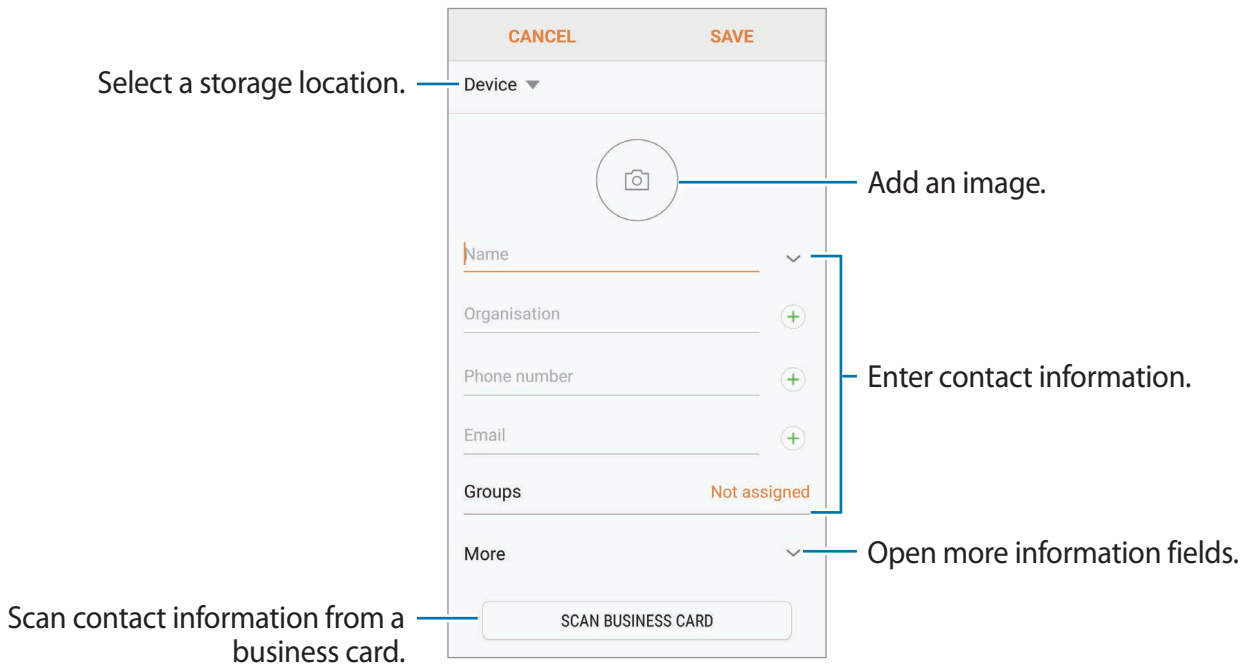 CANCEL SAVE
Select a storage location.
Device
Add an image.
Name
Organisation
Phone number
Enter contact information.
Email
Groups Not assigned
More
Open more information fields.
Scan contact information from a
business card.
SCAN BUSINESS CARD